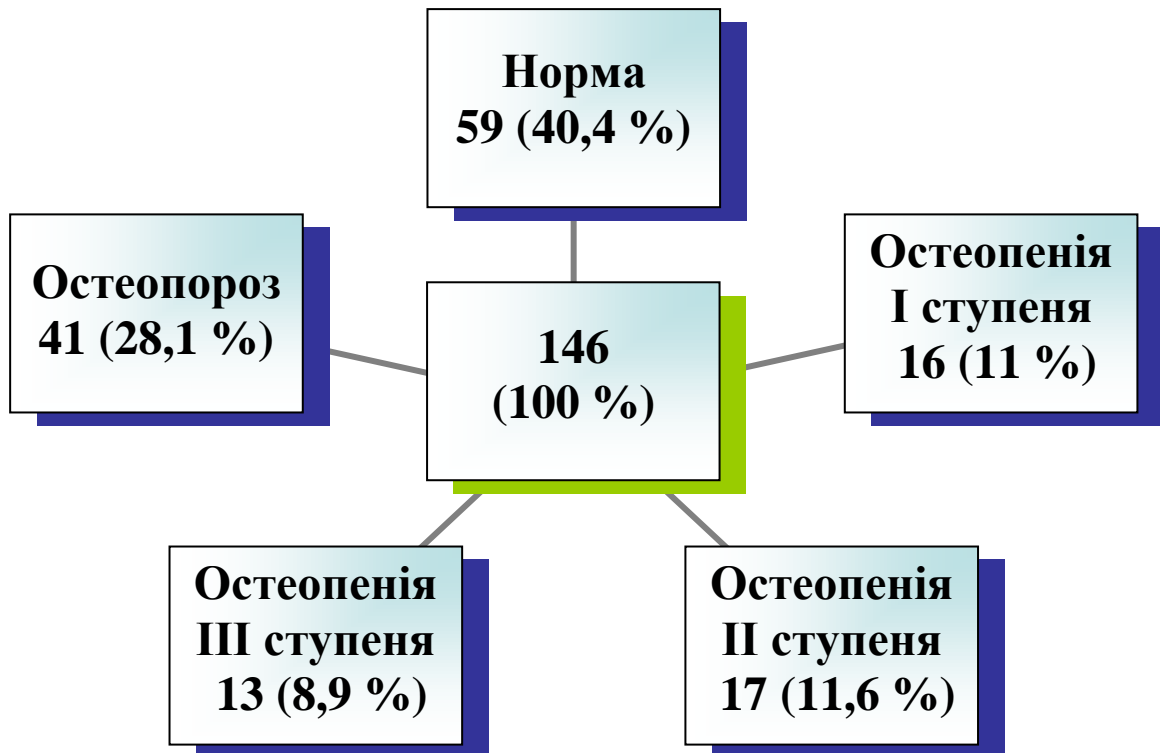 Норма
59 (40,4 %)
Остеопороз
41 (28,1 %)
146
(100 %)
Остеопенія
I ступеня
16 (11 %)
Остеопенія
III ступеня
13 (8,9 %)
Остеопенія
II ступеня
17 (11,6 %)